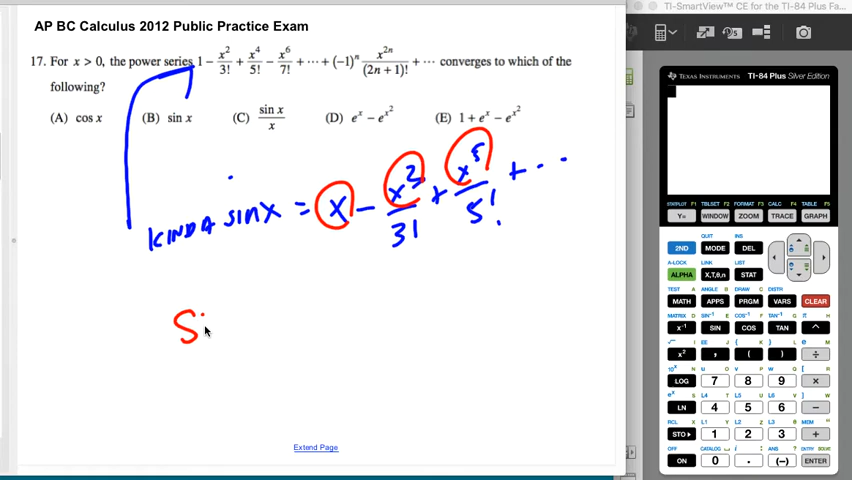 TI-SmartView™ CE for the TI-84 Plus Fam
AP BC Calculus 2012 Public Practice Exam
17. For x > 0, the power series 1 − x²/3! + x⁴/5! − x⁶/7! + ⋯ + (−1)ⁿ x²ⁿ/(2n + 1)! + ⋯ converges to which of the
following?
(A) cos x (B) sin x (C) sin x/x (D) eˣ − eˣ² (E) 1 + eˣ − eˣ²
KINDA sin x = x − x³/3! + x⁵/5! + ⋯
S
Extend Page
TEXAS INSTRUMENTS TI-84 Plus Silver Edition
STAT PLOT F1 TBLSET F2 FORMAT F3 CALC F4 TABLE F5
Y= WINDOW ZOOM TRACE GRAPH
QUIT INS
2ND MODE DEL
A-LOCK LINK LIST
ALPHA X,T,θ,n STAT
TEST A ANGLE B DRAW C DISTR
MATH APPS PRGM VARS CLEAR
MATRIX D SIN⁻¹ E COS⁻¹ F TAN⁻¹ G π H
x⁻¹ SIN COS TAN ^
√ I EE J { K } L e M
x² , ( ) ÷
10ˣ N u O v P w Q [ R
LOG 7 8 9 ×
eˣ S L4 T L5 U L6 V ] W
LN 4 5 6 −
RCL X L1 Y L2 Z L3 θ MEM "
STO▸ 1 2 3 +
OFF CATALOG i : ANS ? ENTRY SOLVE
ON 0 . (−) ENTER